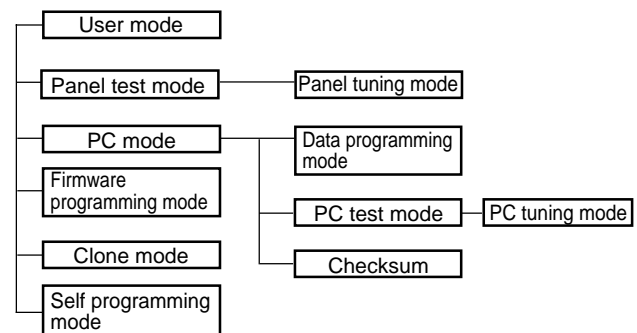 User mode
Panel test mode
Panel tuning mode
PC mode
Data programming
mode
Firmware
programming mode
PC test mode
PC tuning mode
Clone mode
Checksum
Self programming
mode